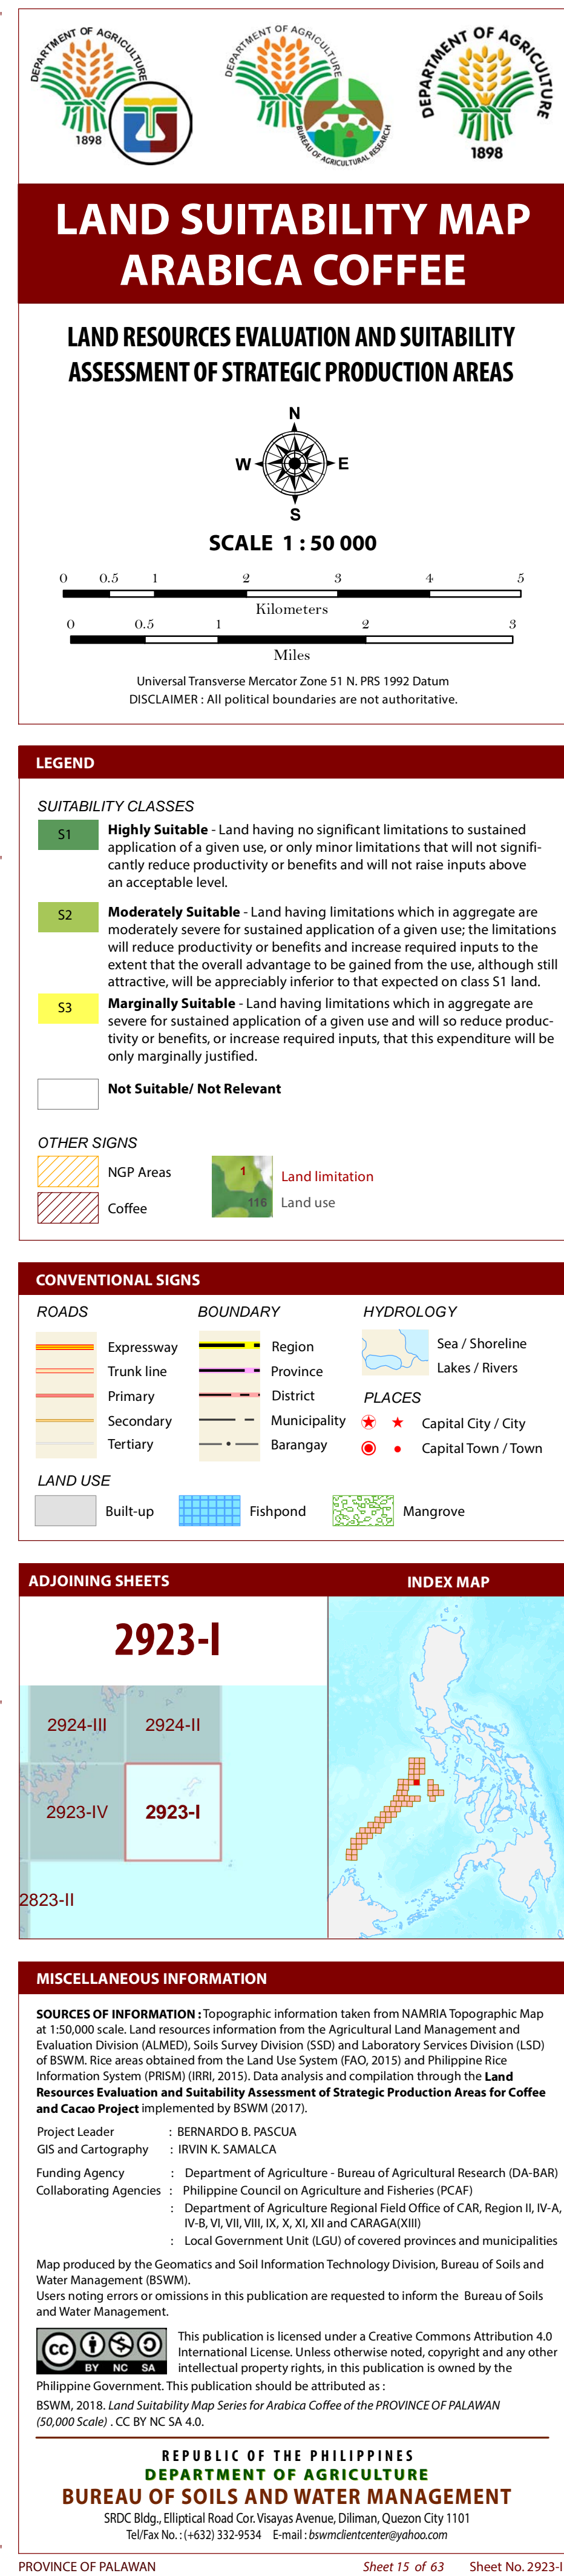 DEPARTMENT OF AGRICULTURE
1898
DEPARTMENT OF AGRICULTURE
BUREAU OF AGRICULTURAL RESEARCH
DEPARTMENT OF AGRICULTURE
1898
LAND SUITABILITY MAP
ARABICA COFFEE
LAND RESOURCES EVALUATION AND SUITABILITY
ASSESSMENT OF STRATEGIC PRODUCTION AREAS
N
W E
S
SCALE 1 : 50 000
0 0.5 1 2 3 4 5
Kilometers
0 0.5 1 2 3
Miles
Universal Transverse Mercator Zone 51 N. PRS 1992 Datum
DISCLAIMER : All political boundaries are not authoritative.
LEGEND
SUITABILITY CLASSES
S1 Highly Suitable - Land having no significant limitations to sustained
application of a given use, or only minor limitations that will not signifi-
cantly reduce productivity or benefits and will not raise inputs above
an acceptable level.
S2 Moderately Suitable - Land having limitations which in aggregate are
moderately severe for sustained application of a given use; the limitations
will reduce productivity or benefits and increase required inputs to the
extent that the overall advantage to be gained from the use, although still
attractive, will be appreciably inferior to that expected on class S1 land.
S3 Marginally Suitable - Land having limitations which in aggregate are
severe for sustained application of a given use and will so reduce produc-
tivity or benefits, or increase required inputs, that this expenditure will be
only marginally justified.
Not Suitable/ Not Relevant
OTHER SIGNS
NGP Areas 1 Land limitation
Coffee 116 Land use
CONVENTIONAL SIGNS
ROADS BOUNDARY HYDROLOGY
Expressway Region Sea / Shoreline
Trunk line Province Lakes / Rivers
Primary District PLACES
Secondary Municipality Capital City / City
Tertiary Barangay Capital Town / Town
LAND USE
Built-up Fishpond Mangrove
ADJOINING SHEETS INDEX MAP
2923-I
2924-III 2924-II
2923-IV 2923-I
2823-II
MISCELLANEOUS INFORMATION
SOURCES OF INFORMATION : Topographic information taken from NAMRIA Topographic Map
at 1:50,000 scale. Land resources information from the Agricultural Land Management and
Evaluation Division (ALMED), Soils Survey Division (SSD) and Laboratory Services Division (LSD)
of BSWM. Rice areas obtained from the Land Use System (FAO, 2015) and Philippine Rice
Information System (PRISM) (IRRI, 2015). Data analysis and compilation through the Land
Resources Evaluation and Suitability Assessment of Strategic Production Areas for Coffee
and Cacao Project implemented by BSWM (2017).
Project Leader : BERNARDO B. PASCUA
GIS and Cartography : IRVIN K. SAMALCA
Funding Agency : Department of Agriculture - Bureau of Agricultural Research (DA-BAR)
Collaborating Agencies : Philippine Council on Agriculture and Fisheries (PCAF)
: Department of Agriculture Regional Field Office of CAR, Region II, IV-A,
IV-B, VI, VII, VIII, IX, X, XI, XII and CARAGA(XIII)
: Local Government Unit (LGU) of covered provinces and municipalities
Map produced by the Geomatics and Soil Information Technology Division, Bureau of Soils and
Water Management (BSWM).
Users noting errors or omissions in this publication are requested to inform the Bureau of Soils
and Water Management.
cc BY NC SA
This publication is licensed under a Creative Commons Attribution 4.0
International License. Unless otherwise noted, copyright and any other
intellectual property rights, in this publication is owned by the
Philippine Government. This publication should be attributed as :
BSWM, 2018. Land Suitability Map Series for Arabica Coffee of the PROVINCE OF PALAWAN
(50,000 Scale) . CC BY NC SA 4.0.
REPUBLIC OF THE PHILIPPINES
DEPARTMENT OF AGRICULTURE
BUREAU OF SOILS AND WATER MANAGEMENT
SRDC Bldg., Elliptical Road Cor. Visayas Avenue, Diliman, Quezon City 1101
Tel/Fax No. : (+632) 332-9534 E-mail : bswmclientcenter@yahoo.com
PROVINCE OF PALAWAN Sheet 15 of 63 Sheet No. 2923-I